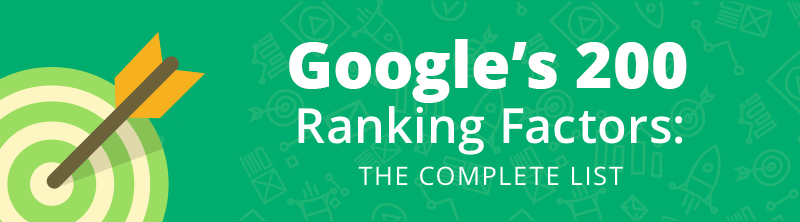 Google’s 200
Ranking Factors:
THE COMPLETE LIST